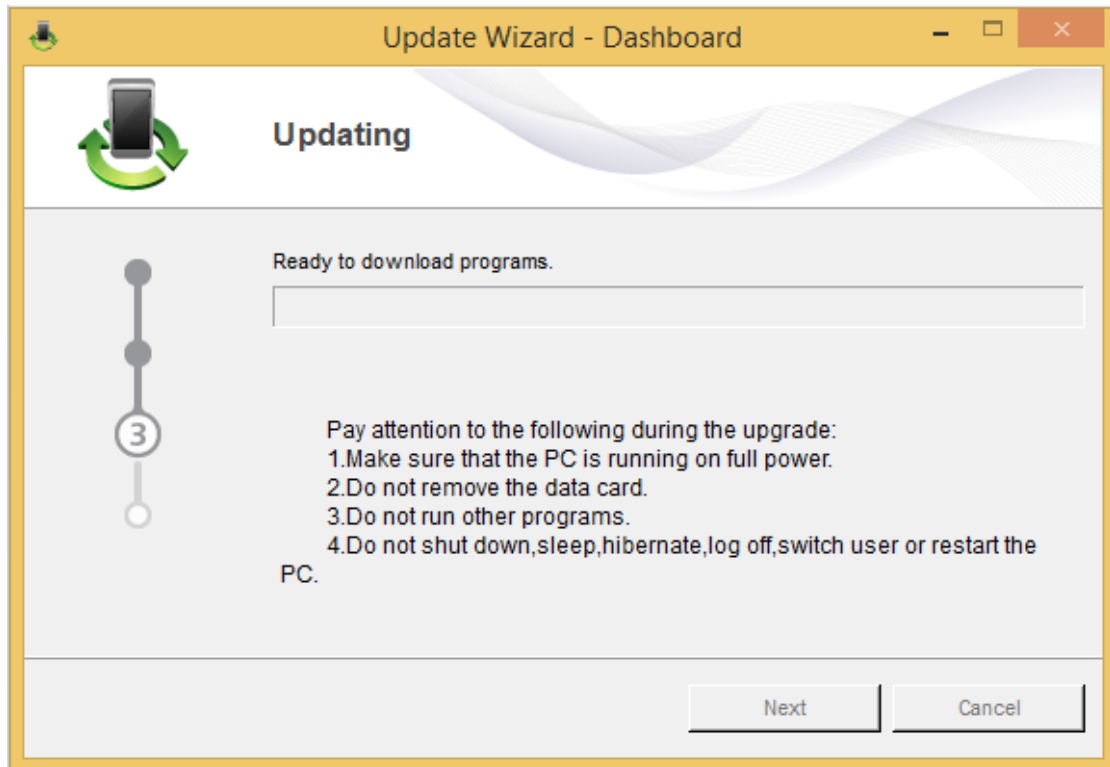 Update Wizard - Dashboard
Updating
Ready to download programs.
3
Pay attention to the following during the upgrade:
1.Make sure that the PC is running on full power.
2.Do not remove the data card.
3.Do not run other programs.
4.Do not shut down,sleep,hibernate,log off,switch user or restart the
PC.
Next
Cancel